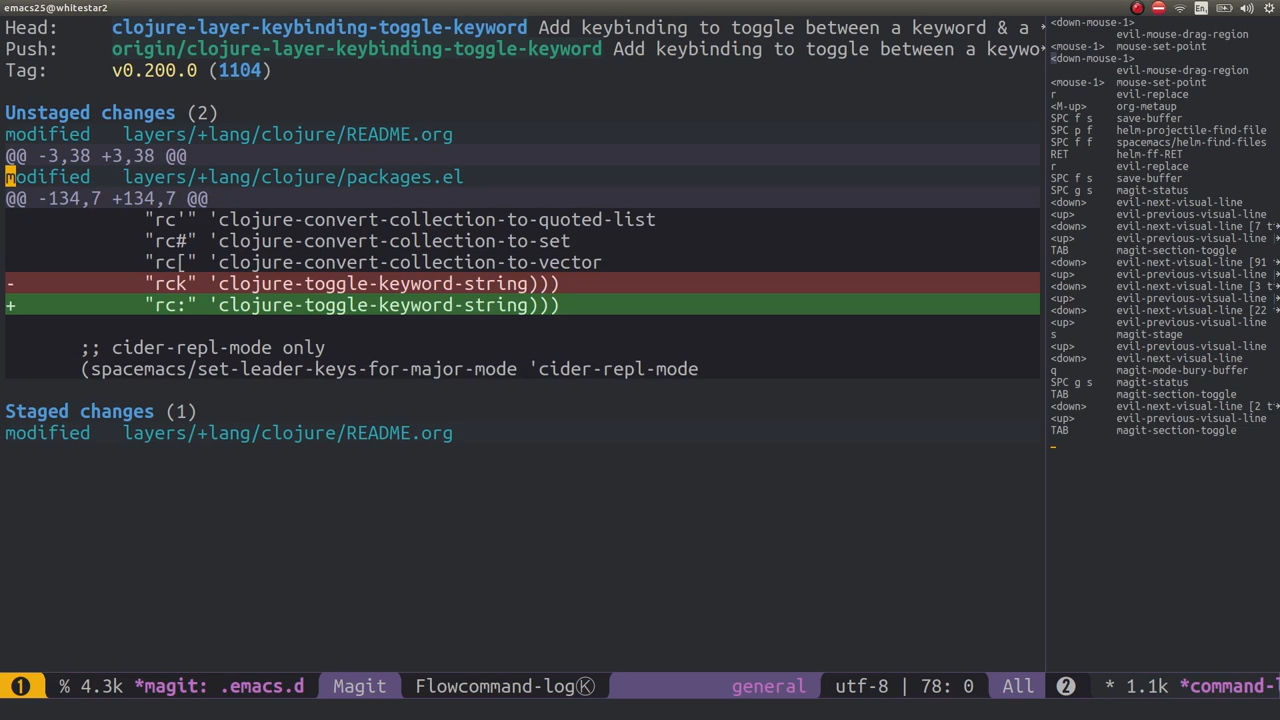 emacs25@whitestar2
En,
Head:     clojure-layer-keybinding-toggle-keyword Add keybinding to toggle between a keyword & a
Push:     origin/clojure-layer-keybinding-toggle-keyword Add keybinding to toggle between a keywo
Tag:      v0.200.0 (1104)
Unstaged changes (2)
modified   layers/+lang/clojure/README.org
@@ -3,38 +3,38 @@
modified   layers/+lang/clojure/packages.el
@@ -134,7 +134,7 @@
"rc'" 'clojure-convert-collection-to-quoted-list
"rc#" 'clojure-convert-collection-to-set
"rc[" 'clojure-convert-collection-to-vector
-            "rck" 'clojure-toggle-keyword-string)))
+            "rc:" 'clojure-toggle-keyword-string)))
;; cider-repl-mode only
(spacemacs/set-leader-keys-for-major-mode 'cider-repl-mode
Staged changes (1)
modified   layers/+lang/clojure/README.org
<down-mouse-1>
evil-mouse-drag-region
<mouse-1> mouse-set-point
<down-mouse-1>
evil-mouse-drag-region
<mouse-1> mouse-set-point
r evil-replace
<M-up> org-metaup
SPC f s save-buffer
SPC p f helm-projectile-find-file
SPC f f spacemacs/helm-find-files
RET helm-ff-RET
r evil-replace
SPC f s save-buffer
SPC g s magit-status
<down> evil-next-visual-line
<up> evil-previous-visual-line
<down> evil-next-visual-line [7 t
<up> evil-previous-visual-line
TAB magit-section-toggle
<down> evil-next-visual-line [91
<up> evil-previous-visual-line
<down> evil-next-visual-line [3 t
<up> evil-previous-visual-line
<down> evil-next-visual-line [22
<up> evil-previous-visual-line
s magit-stage
<up> evil-previous-visual-line
<down> evil-next-visual-line
q magit-mode-bury-buffer
SPC g s magit-status
TAB magit-section-toggle
<down> evil-next-visual-line [2 t
<up> evil-previous-visual-line
TAB magit-section-toggle
❶ % 4.3k *magit: .emacs.d Magit Flowcommand-logⓀ general utf-8 | 78: 0 All
❷ * 1.1k *command-l